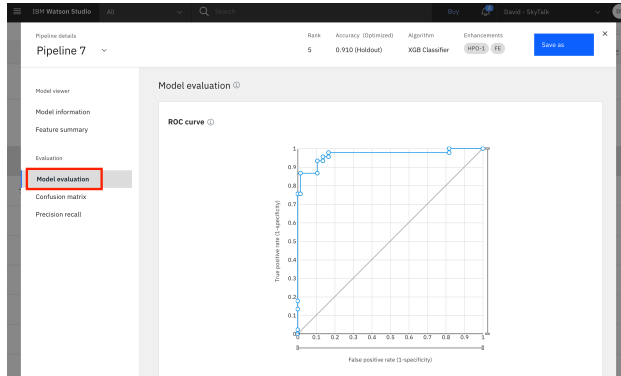 IBM Watson Studio
All
Search
Buy
David - SkyTalk
Pipeline details
Pipeline 7
Rank
5
Accuracy (Optimized)
0.910 (Holdout)
Algorithm
XGB Classifier
Enhancements
HPO-1 FE
Save as
Model viewer
Model information
Feature summary
Evaluation
Model evaluation
Confusion matrix
Precision recall
Model evaluation
ROC curve
True positive rate (1-specificity)
1
0.9
0.8
0.7
0.6
0.5
0.4
0.3
0.2
0.1
0
0 0.1 0.2 0.3 0.4 0.5 0.6 0.7 0.8 0.9 1
False positive rate (1-specificity)